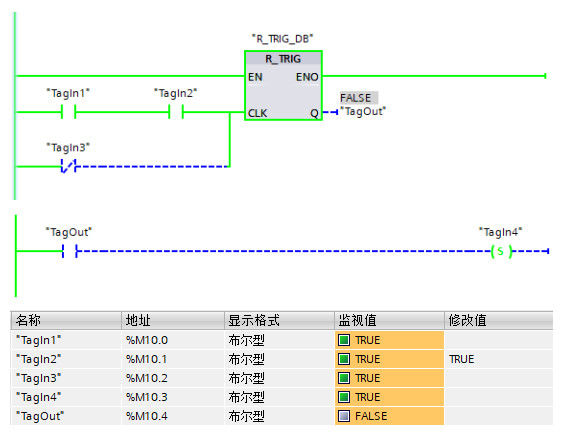 "R_TRIG_DB"
R_TRIG
EN ENO
"TagIn1" "TagIn2"
FALSE
CLK Q "TagOut"
"TagIn3"
"TagOut" "TagIn4"
S
名称 地址 显示格式 监视值 修改值
"TagIn1" %M10.0 布尔型 TRUE
"TagIn2" %M10.1 布尔型 TRUE TRUE
"TagIn3" %M10.2 布尔型 TRUE
"TagIn4" %M10.3 布尔型 TRUE
"TagOut" %M10.4 布尔型 FALSE